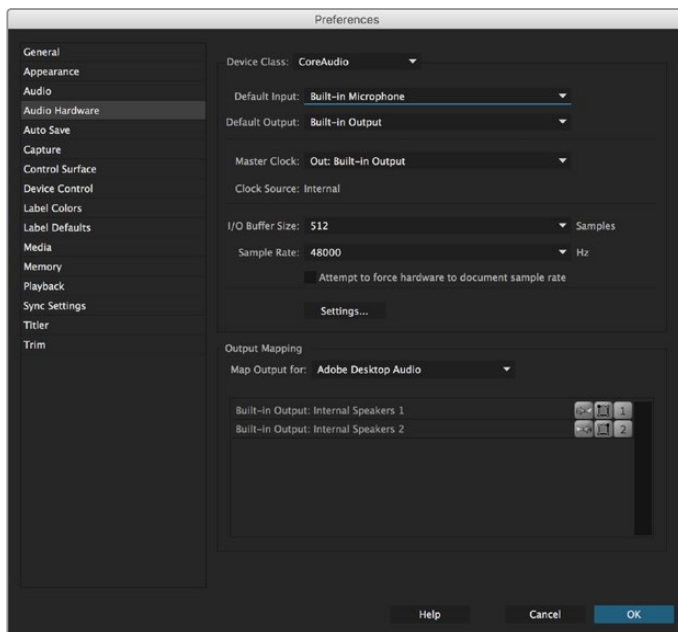 Preferences
General
Appearance
Audio
Audio Hardware
Auto Save
Capture
Control Surface
Device Control
Label Colors
Label Defaults
Media
Memory
Playback
Sync Settings
Titler
Trim
Device Class: CoreAudio
Default Input: Built-in Microphone
Default Output: Built-in Output
Master Clock: Out: Built-in Output
Clock Source: Internal
I/O Buffer Size: 512 Samples
Sample Rate: 48000 Hz
Attempt to force hardware to document sample rate
Settings...
Output Mapping
Map Output for: Adobe Desktop Audio
Built-in Output: Internal Speakers 1 1
Built-in Output: Internal Speakers 2 2
Help Cancel OK